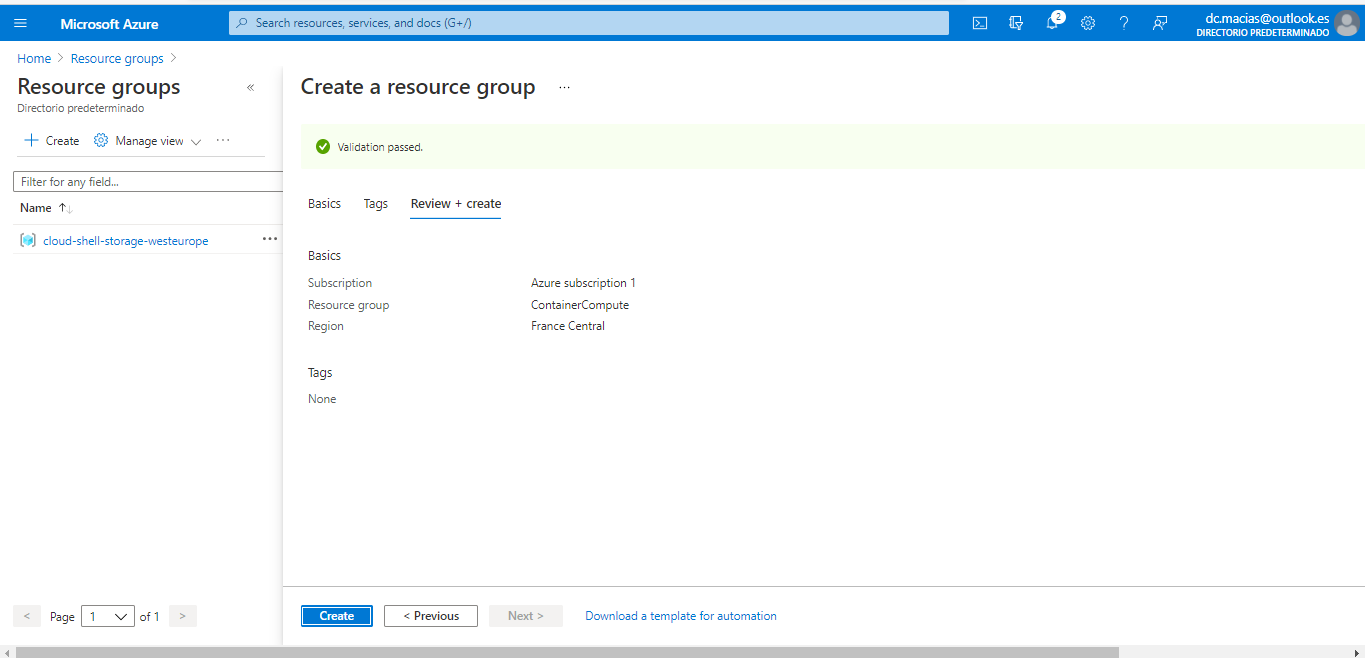 Microsoft Azure
Search resources, services, and docs (G+/)
2
dc.macias@outlook.es
DIRECTORIO PREDETERMINADO
Home > Resource groups >
Resource groups
«
Directorio predeterminado
+ Create
Manage view
...
Filter for any field...
Name ↑↓
cloud-shell-storage-westeurope
...
< Page 1 of 1 >
Create a resource group
...
Validation passed.
Basics
Tags
Review + create
Basics
Subscription Azure subscription 1
Resource group ContainerCompute
Region France Central
Tags
None
Create
< Previous
Next >
Download a template for automation